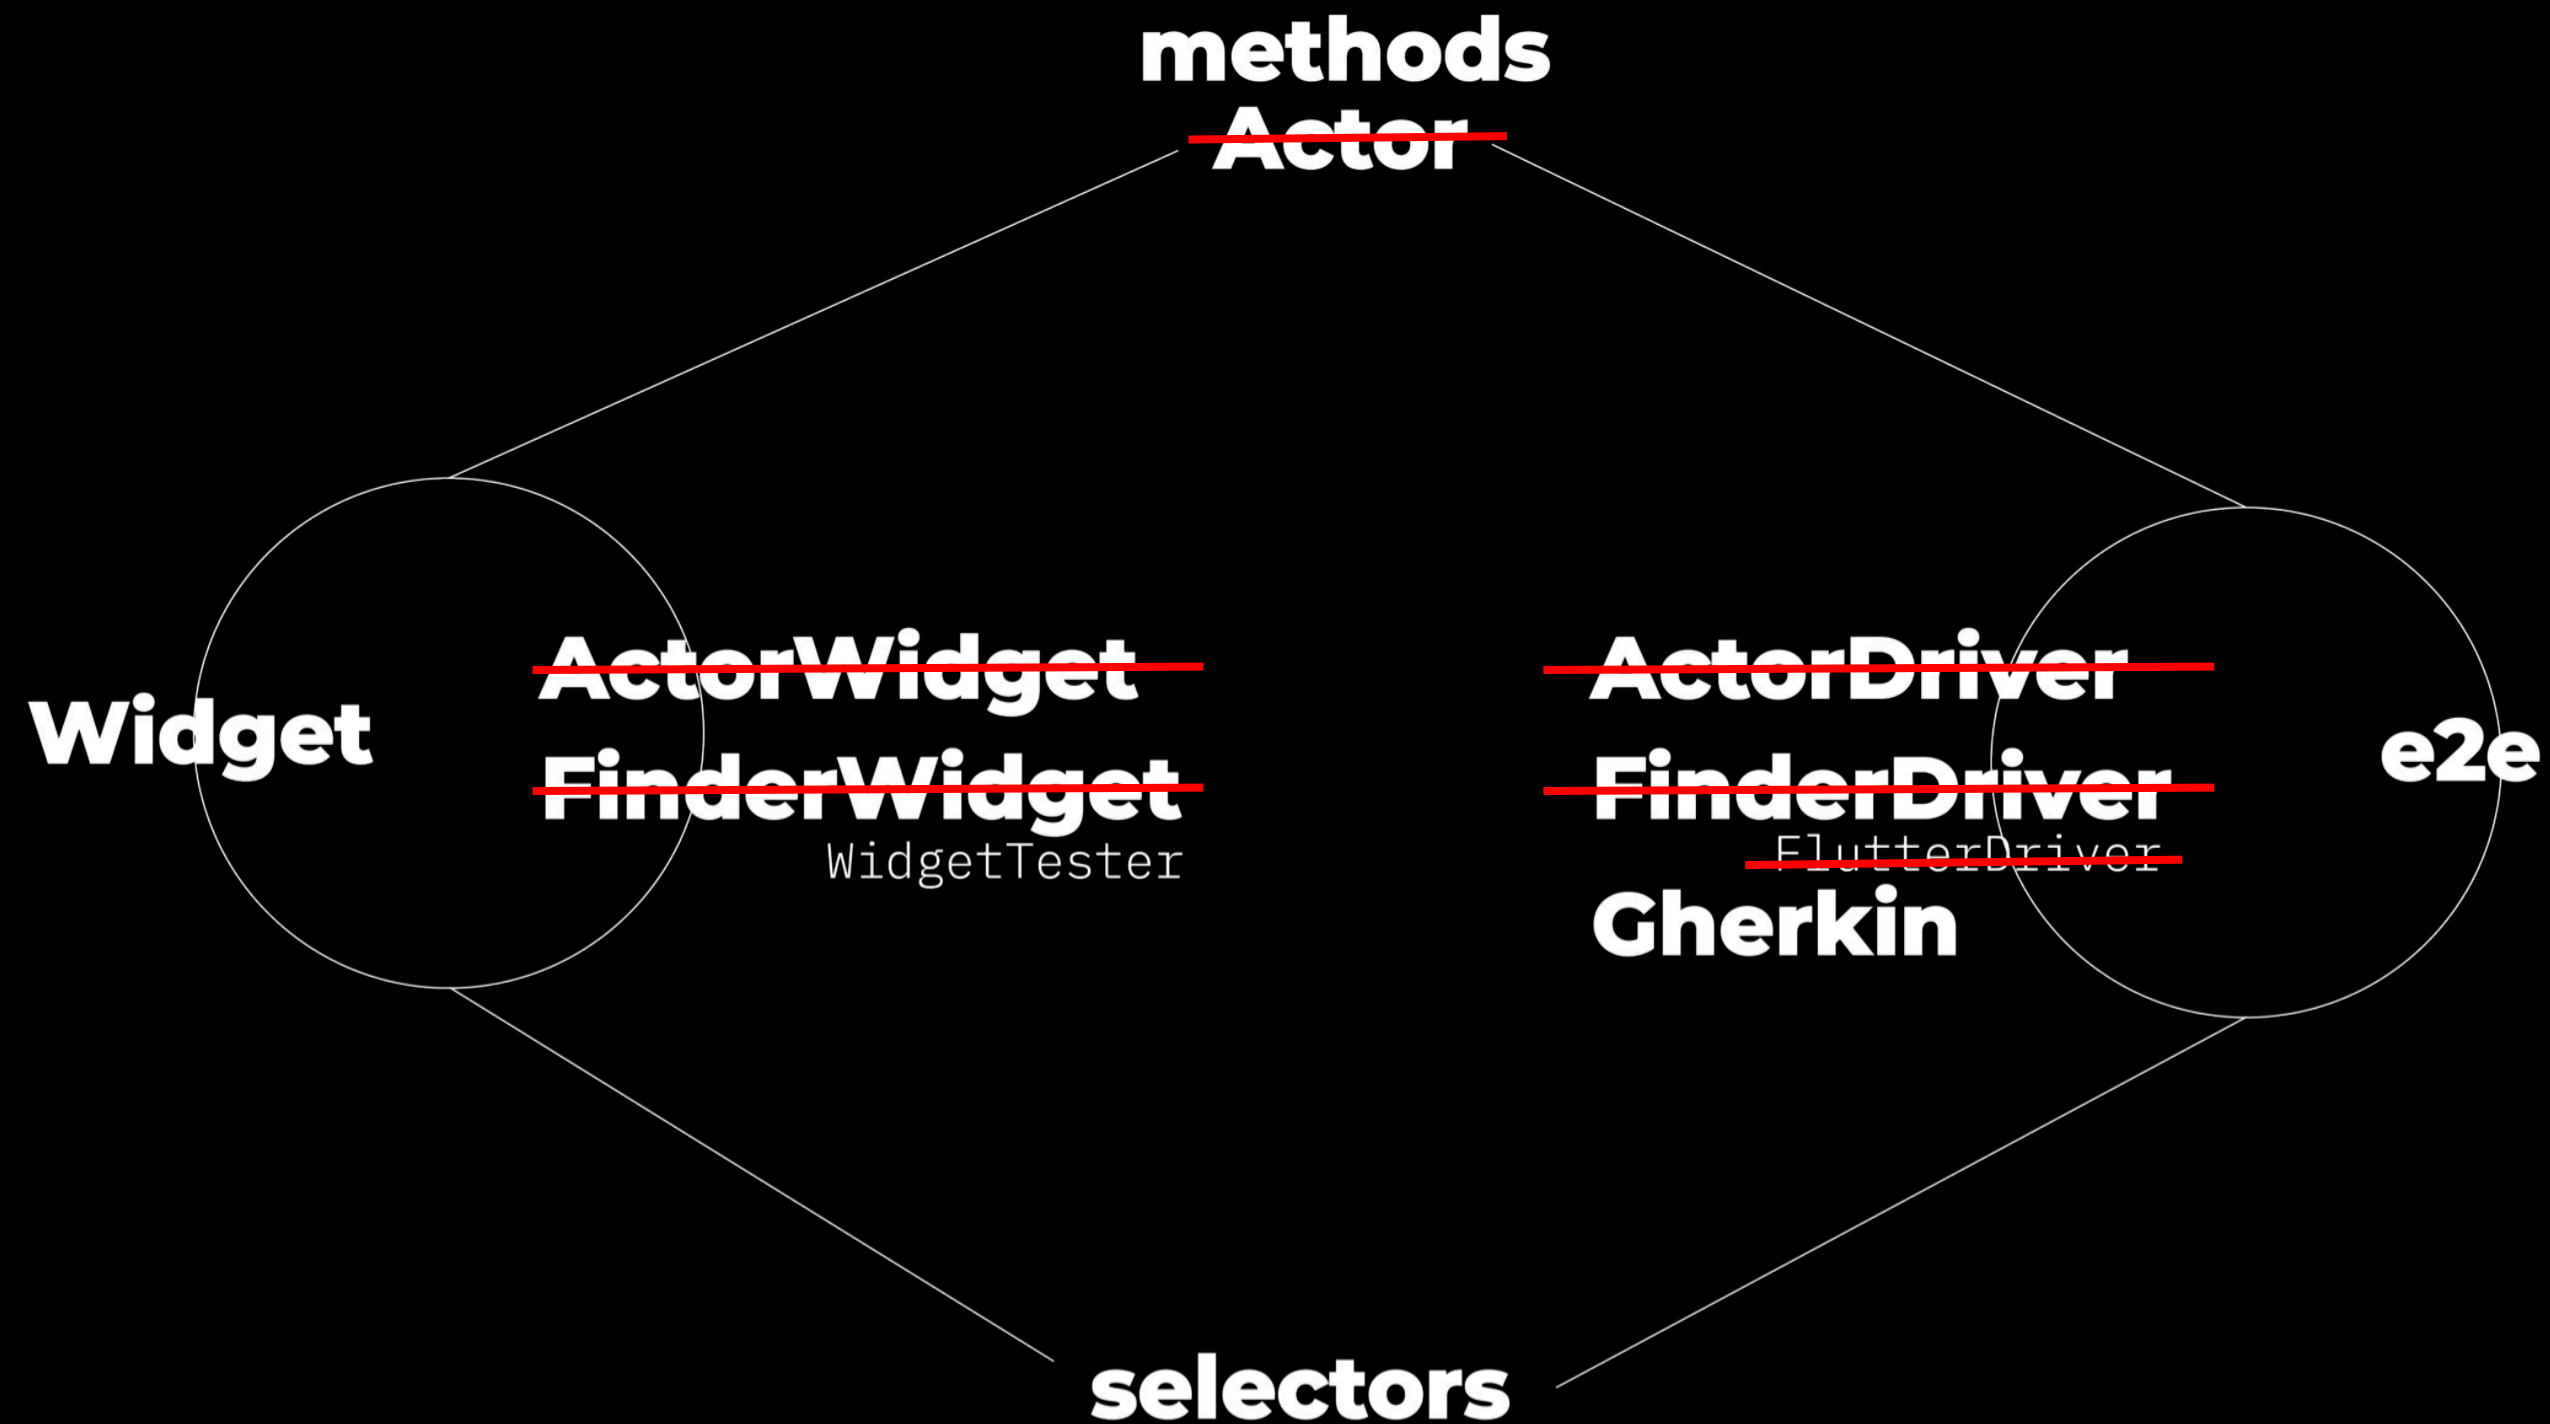 methods
Actor
ActorWidget
FinderWidget
WidgetTester
Widget
ActorDriver
FinderDriver
FlutterDriver
Gherkin
e2e
selectors